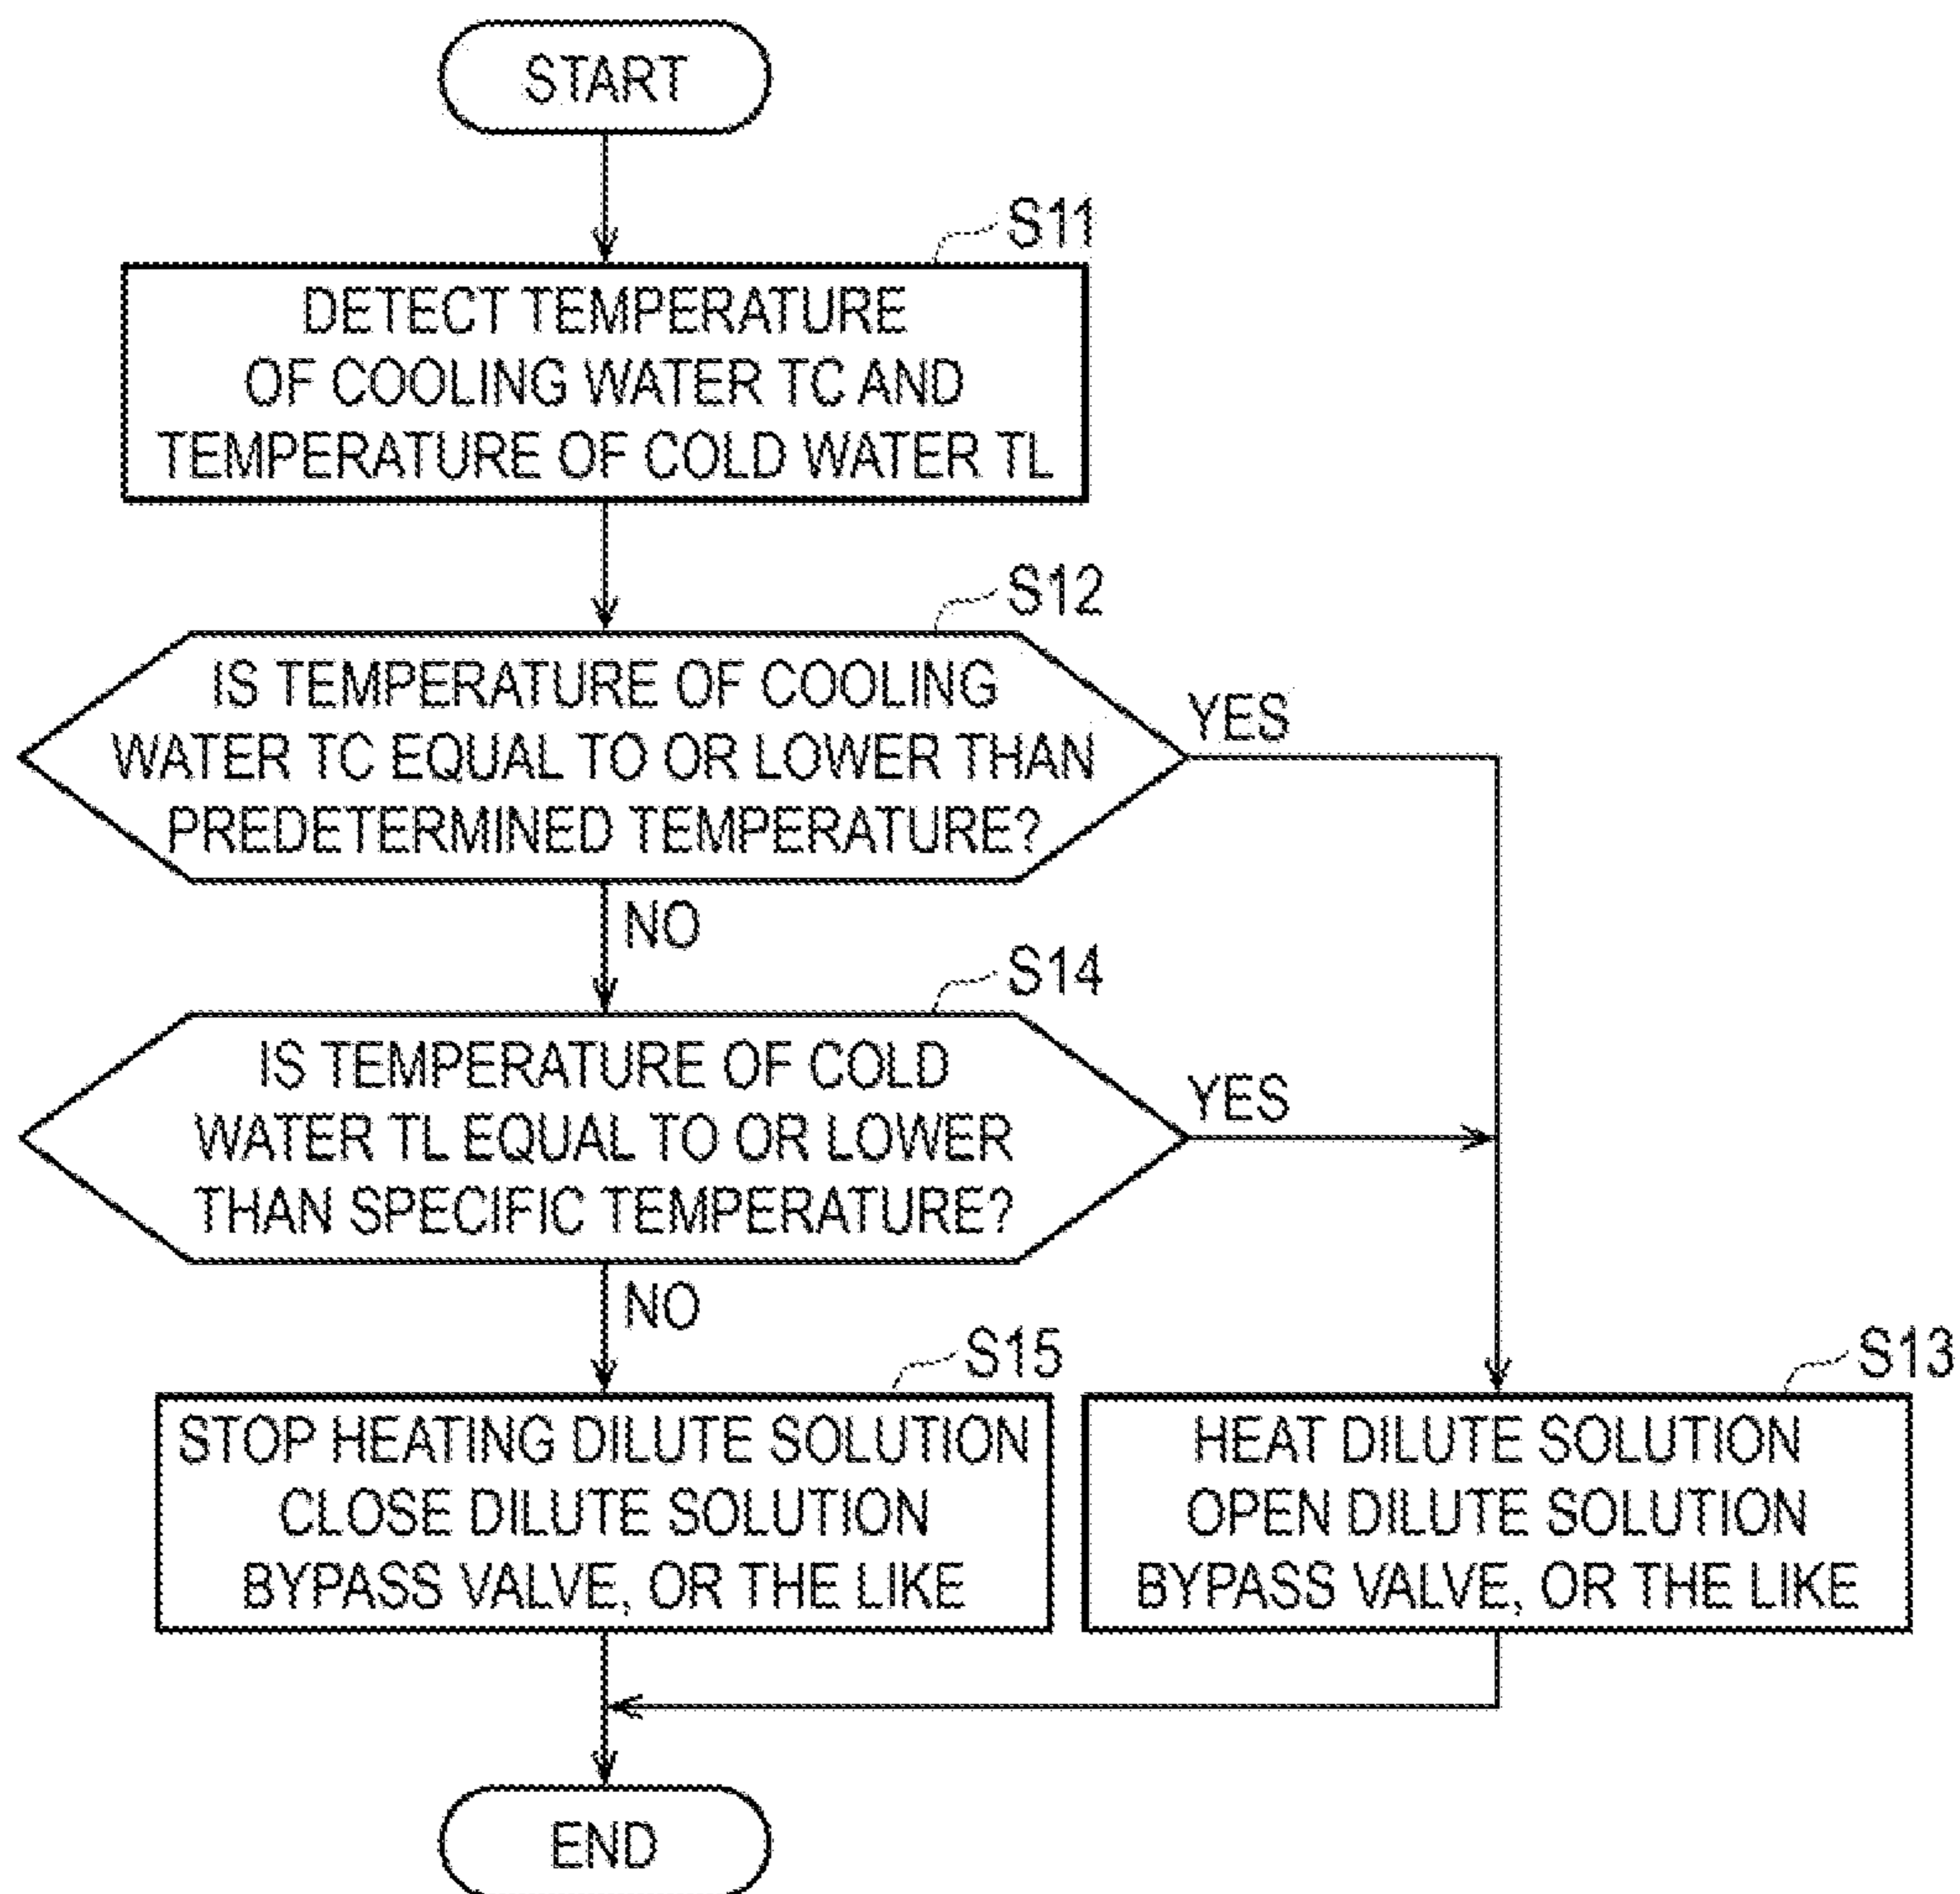 START
S11
DETECT TEMPERATURE
OF COOLING WATER TC AND
TEMPERATURE OF COLD WATER TL
S12
IS TEMPERATURE OF COOLING
WATER TC EQUAL TO OR LOWER THAN
PREDETERMINED TEMPERATURE?
YES
NO
S14
IS TEMPERATURE OF COLD
WATER TL EQUAL TO OR LOWER
THAN SPECIFIC TEMPERATURE?
YES
NO
S15
STOP HEATING DILUTE SOLUTION
CLOSE DILUTE SOLUTION
BYPASS VALVE, OR THE LIKE
S13
HEAT DILUTE SOLUTION
OPEN DILUTE SOLUTION
BYPASS VALVE, OR THE LIKE
END